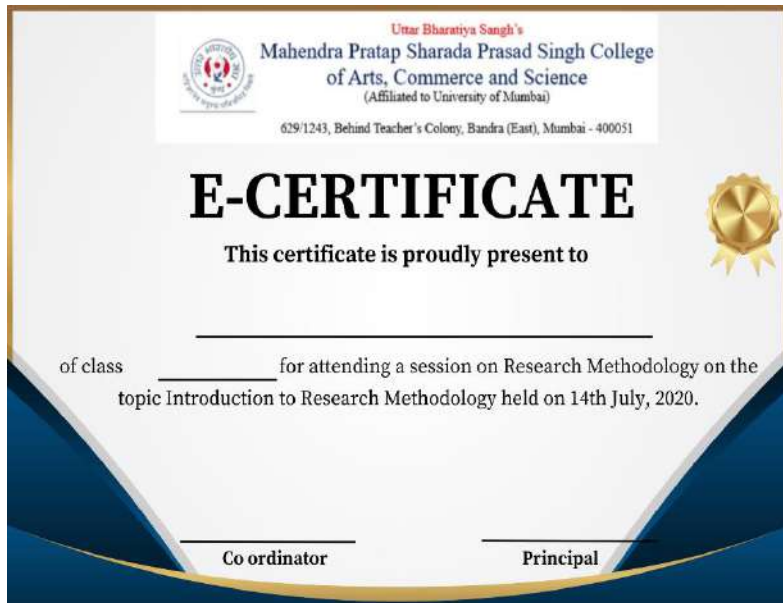 Uttar Bharatiya Sangh's
Mahendra Pratap Sharada Prasad Singh College
of Arts, Commerce and Science
(Affiliated to University of Mumbai)
629/1243, Behind Teacher's Colony, Bandra (East), Mumbai - 400051
E-CERTIFICATE
This certificate is proudly present to
of class for attending a session on Research Methodology on the
topic Introduction to Research Methodology held on 14th July, 2020.
Co ordinator Principal